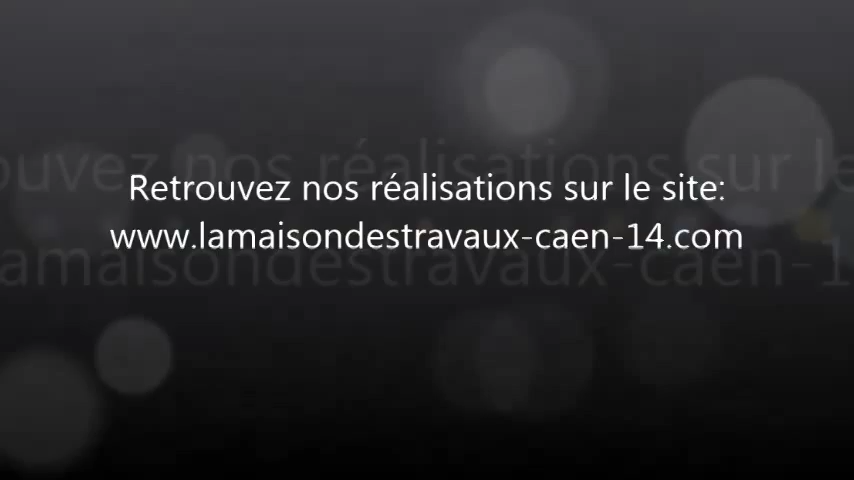 Retrouvez nos réalisations sur le site:
www.lamaisondestravaux-caen-14.com